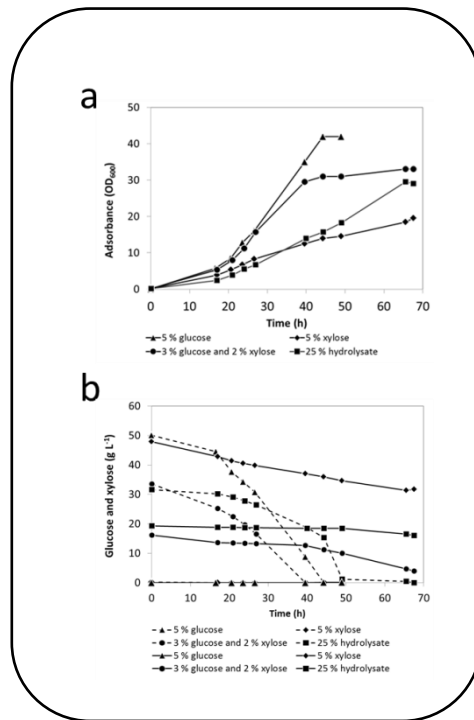 a
50
40
30
20
10
0
Adsorbance (OD₆₀₀)
0 10 20 30 40 50 60 70
Time (h)
5 % glucose 5 % xylose
3 % glucose and 2 % xylose 25 % hydrolysate
b
60
50
40
30
20
10
0
Glucose and xylose (g L⁻¹)
0 10 20 30 40 50 60 70
Time (h)
5 % glucose 5 % xylose
3 % glucose and 2 % xylose 25 % hydrolysate
5 % glucose 5 % xylose
3 % glucose and 2 % xylose 25 % hydrolysate